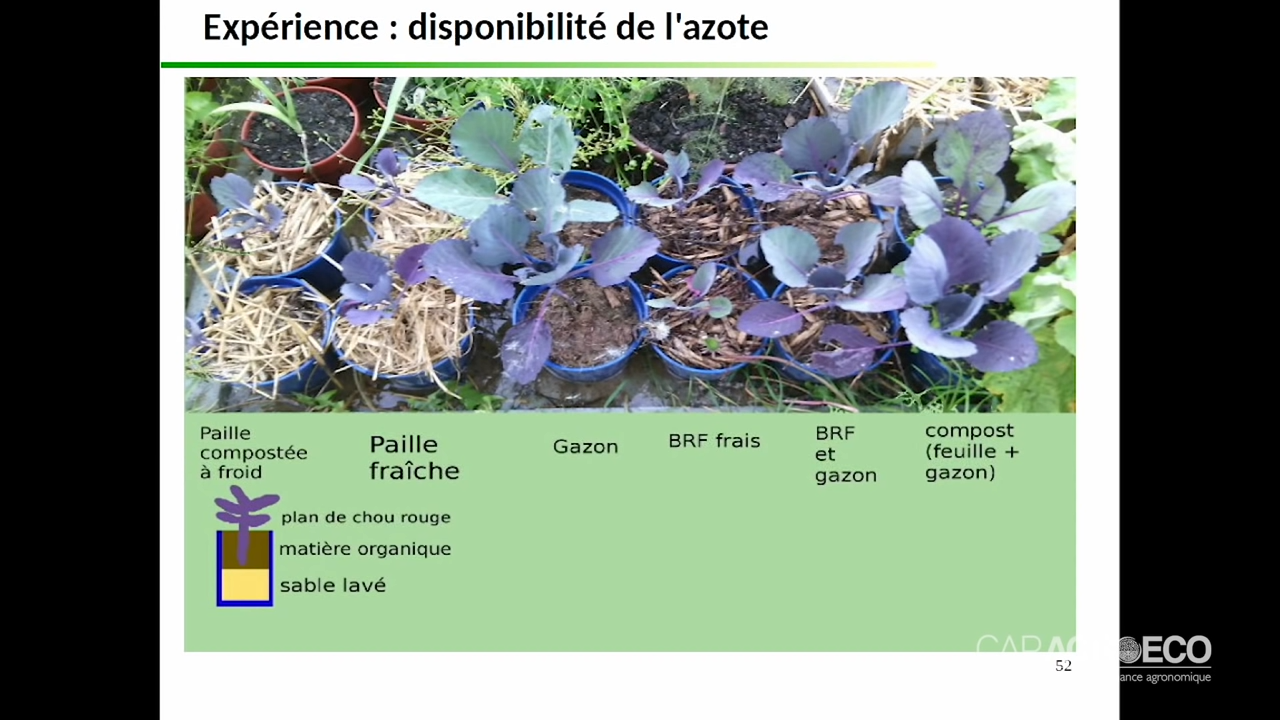 Expérience : disponibilité de l'azote
Paille
compostée
à froid
Paille
fraîche
Gazon
BRF frais
BRF
et
gazon
compost
(feuille +
gazon)
plan de chou rouge
matière organique
sable lavé
52
ECO
ance agronomique